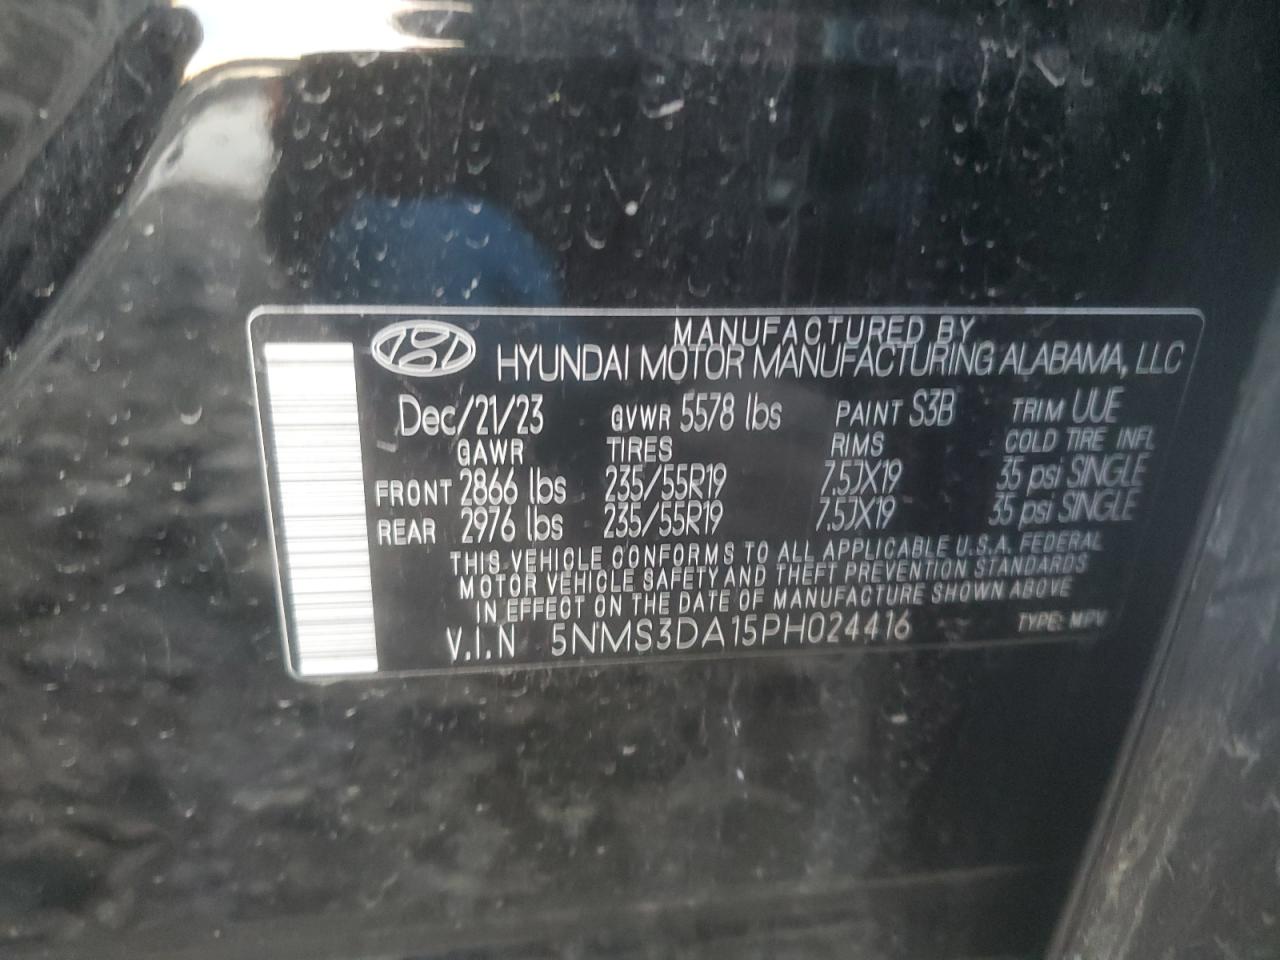 MANUFACTURED BY
HYUNDAI MOTOR MANUFACTURING ALABAMA, LLC
Dec/21/23 GVWR 5578 lbs PAINT S3B TRIM UUE
GAWR TIRES RIMS COLD TIRE INFL
FRONT 2866 lbs 235/55R19 7.5JX19 35 psi SINGLE
REAR 2976 lbs 235/55R19 7.5JX19 35 psi SINGLE
THIS VEHICLE CONFORMS TO ALL APPLICABLE U.S.A. FEDERAL
MOTOR VEHICLE SAFETY AND THEFT PREVENTION STANDARDS
IN EFFECT ON THE DATE OF MANUFACTURE SHOWN ABOVE
V.I.N 5NMS3DA15PH024416 TYPE: MPV